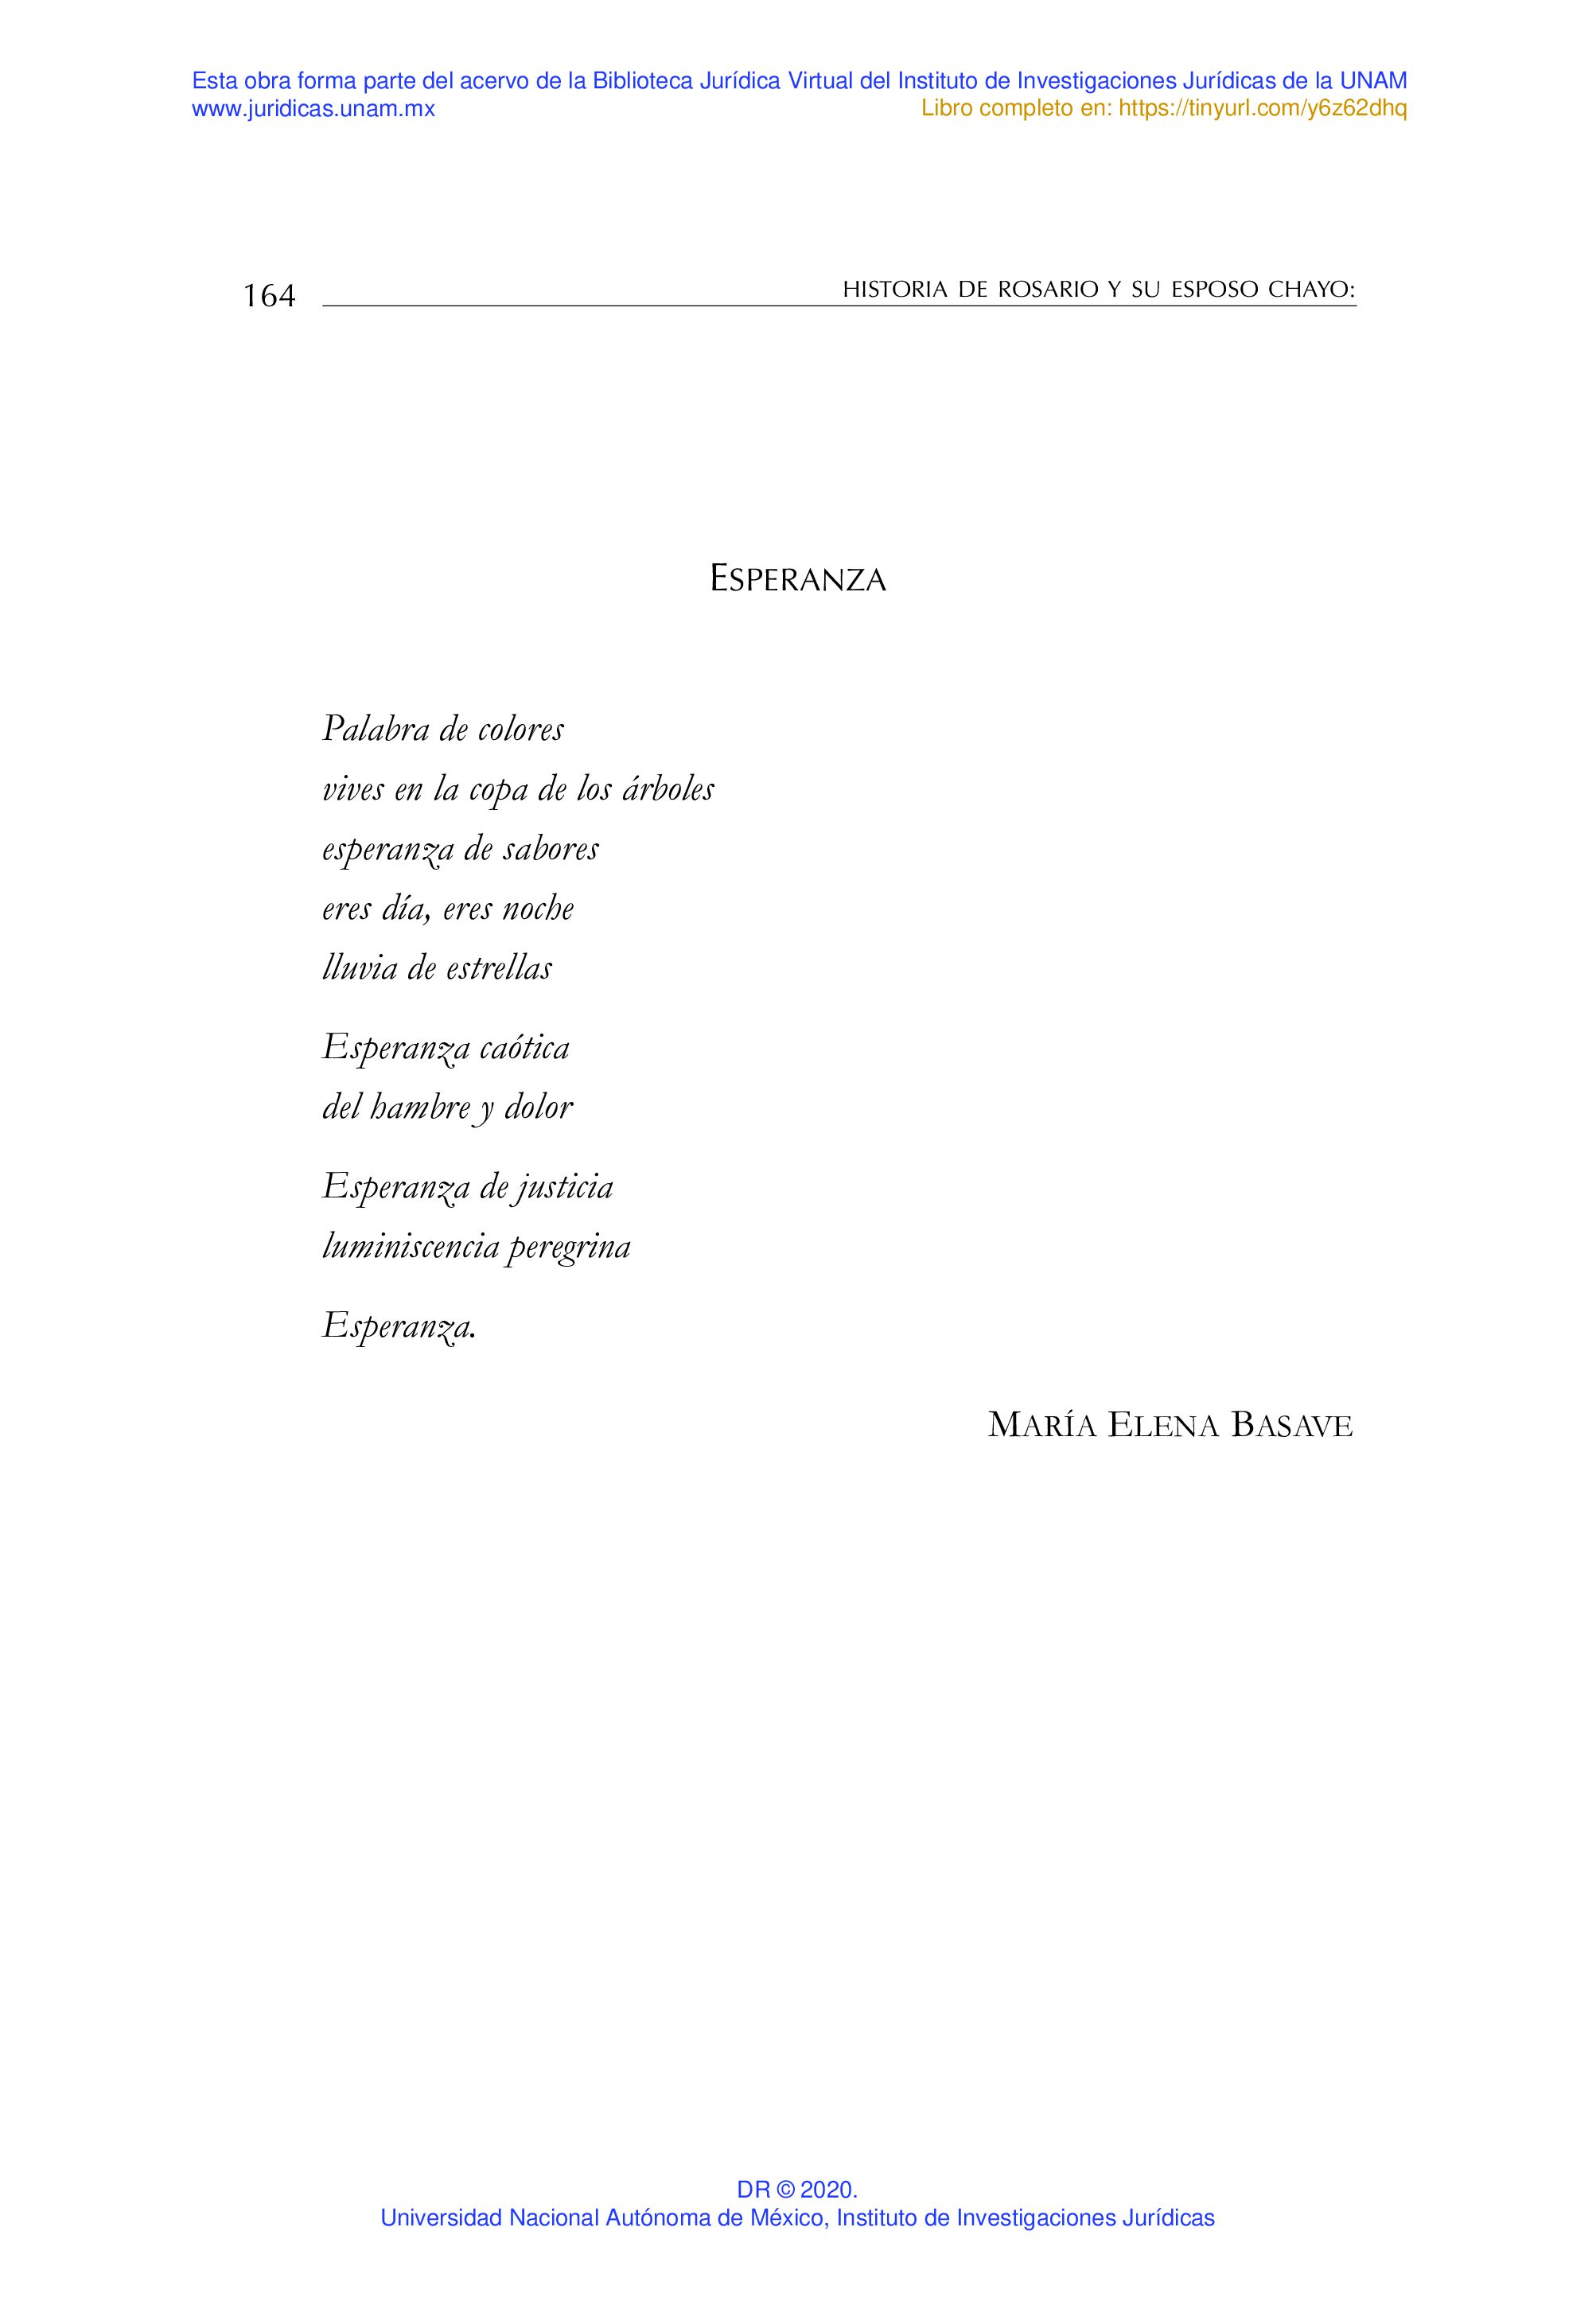 Esta obra forma parte del acervo de la Biblioteca Jurídica Virtual del Instituto de Investigaciones Jurídicas de la UNAM
www.juridicas.unam.mx Libro completo en: https://tinyurl.com/y6z62dhq
164 HISTORIA DE ROSARIO Y SU ESPOSO CHAYO:
ESPERANZA
Palabra de colores
vives en la copa de los árboles
esperanza de sabores
eres día, eres noche
lluvia de estrellas
Esperanza caótica
del hambre y dolor
Esperanza de justicia
luminiscencia peregrina
Esperanza.
MARÍA ELENA BASAVE
DR © 2020.
Universidad Nacional Autónoma de México, Instituto de Investigaciones Jurídicas